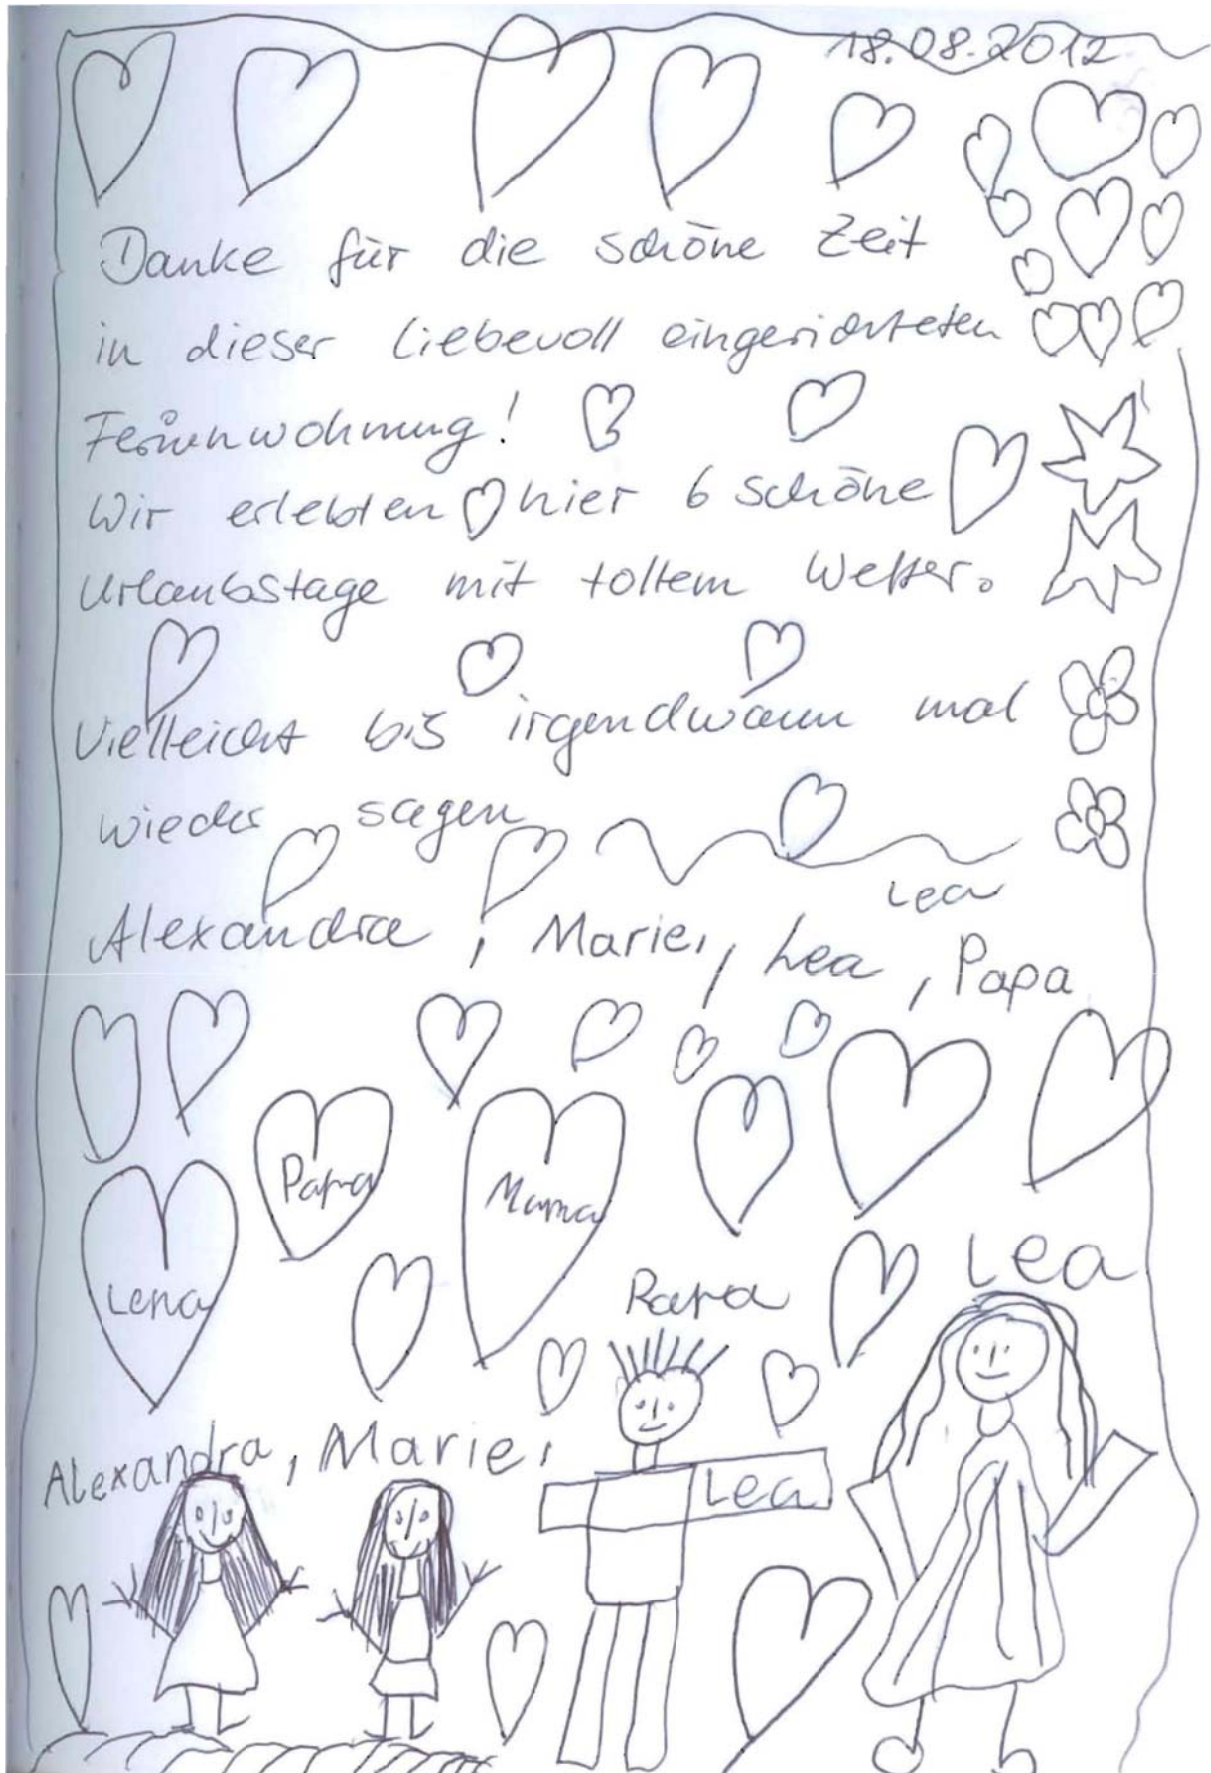 18.08.2012
Danke für die schöne Zeit
in dieser liebevoll eingerichteten
Ferienwohnung!
Wir erlebten hier 6 schöne
Urlaubstage mit tollem Wetter.
Vielleicht bis irgendwann mal
wieder sagen
Lea
Alexandra, Marie, Lea, Papa
Papa
Mama
Lena
Papa
Lea
Alexandra, Marie,
Lea